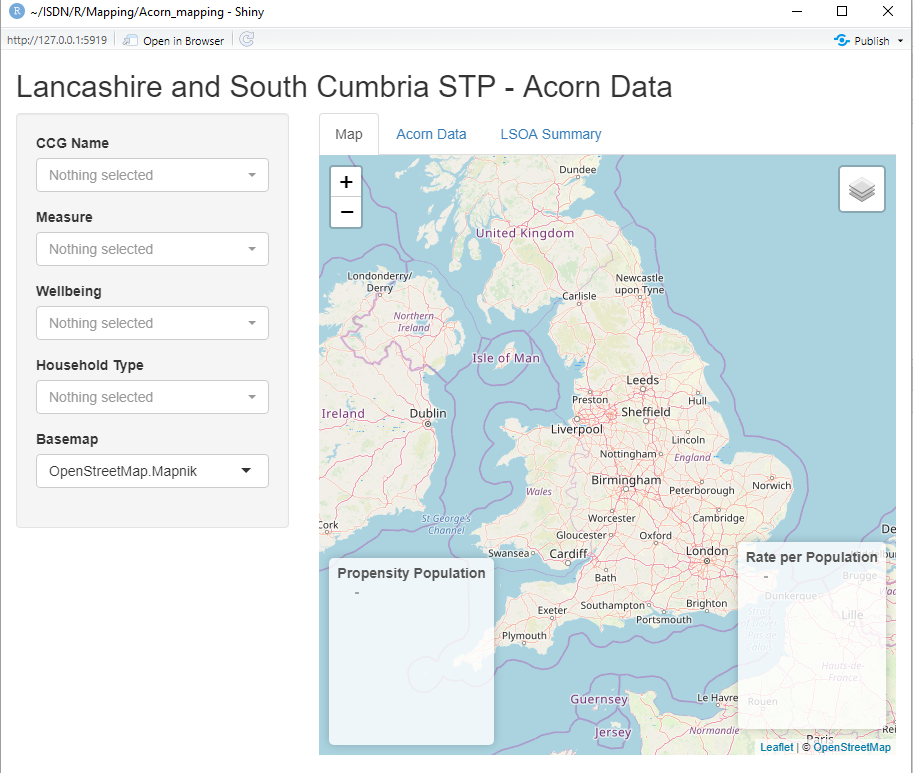 ~/ISDN/R/Mapping/Acorn_mapping - Shiny
http://127.0.0.1:5919
Open in Browser
Publish
Lancashire and South Cumbria STP - Acorn Data
CCG Name
Nothing selected
Measure
Nothing selected
Wellbeing
Nothing selected
Household Type
Nothing selected
Basemap
OpenStreetMap.Mapnik
Map
Acorn Data
LSOA Summary
+
−
Dundee
United Kingdom
Londonderry/
Derry
Newcastle
upon Tyne
Carlisle
Northern
Ireland
Isle of Man
Leeds
Preston
Hull
Ireland
Dublin
Sheffield
Liverpool
Lincoln
Nottingham
England
Birmingham
Norwich
Wales
Peterborough
Cork
St George's
Channel
Worcester
Cambridge
Gloucester
Oxford
De
Swansea
Cardiff
London
Bath
Propensity Population
-
Rate per Population
-
Brugge
Dunkerque
Exeter
Southampton
Brighton
Portsmouth
Lille
Plymouth
Strait
Pas de
Hauts-de-
France
Guernsey
Le Havre
Rouen
Jersey
Normandie
Paris
Rei
Leaflet | © OpenStreetMap